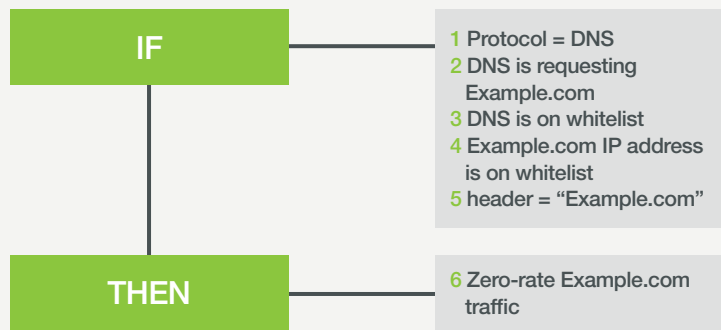 IF
1 Protocol = DNS
2 DNS is requesting
Example.com
3 DNS is on whitelist
4 Example.com IP address
is on whitelist
5 header = “Example.com”
THEN
6 Zero-rate Example.com
traffic